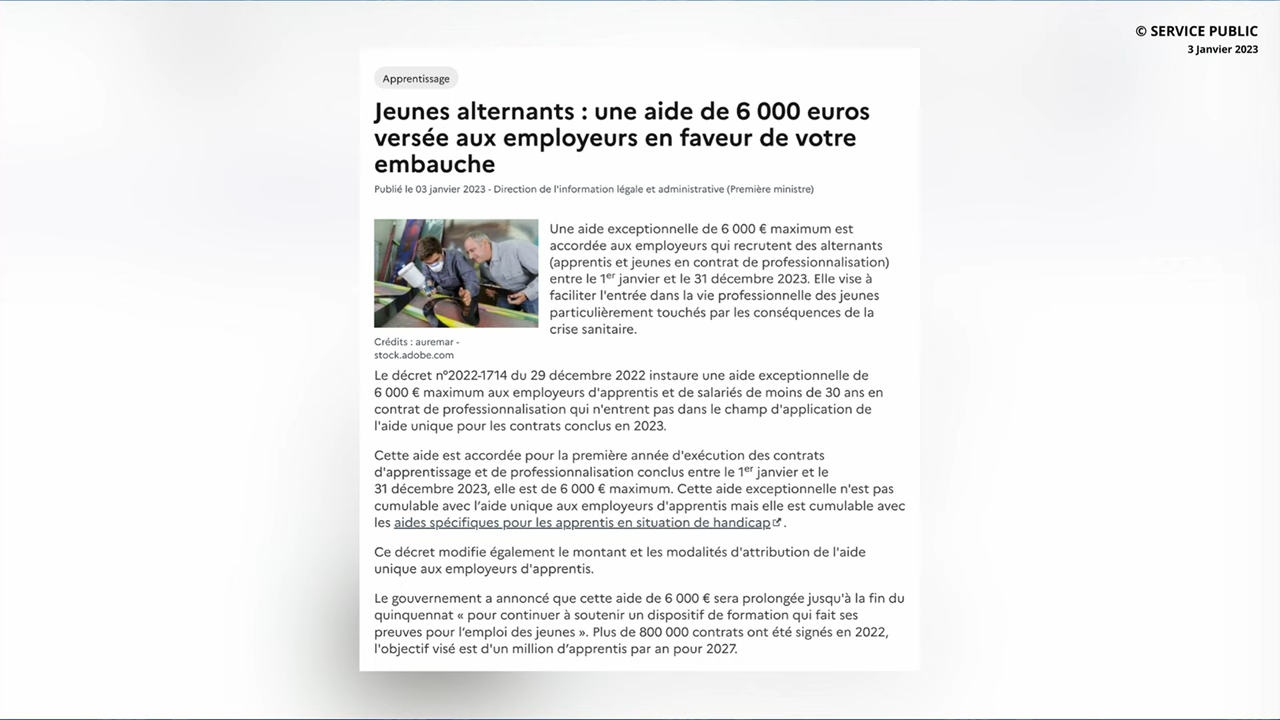 © SERVICE PUBLIC
3 Janvier 2023
Apprentissage
Jeunes alternants : une aide de 6 000 euros
versée aux employeurs en faveur de votre
embauche
Publié le 03 janvier 2023 - Direction de l'information légale et administrative (Première ministre)
Une aide exceptionnelle de 6 000 € maximum est
accordée aux employeurs qui recrutent des alternants
(apprentis et jeunes en contrat de professionnalisation)
entre le 1er janvier et le 31 décembre 2023. Elle vise à
faciliter l'entrée dans la vie professionnelle des jeunes
particulièrement touchés par les conséquences de la
crise sanitaire.
Crédits : auremar -
stock.adobe.com
Le décret n°2022-1714 du 29 décembre 2022 instaure une aide exceptionnelle de
6 000 € maximum aux employeurs d'apprentis et de salariés de moins de 30 ans en
contrat de professionnalisation qui n'entrent pas dans le champ d'application de
l'aide unique pour les contrats conclus en 2023.
Cette aide est accordée pour la première année d'exécution des contrats
d'apprentissage et de professionnalisation conclus entre le 1er janvier et le
31 décembre 2023, elle est de 6 000 € maximum. Cette aide exceptionnelle n'est pas
cumulable avec l’aide unique aux employeurs d'apprentis mais elle est cumulable avec
les aides spécifiques pour les apprentis en situation de handicap.
Ce décret modifie également le montant et les modalités d'attribution de l'aide
unique aux employeurs d'apprentis.
Le gouvernement a annoncé que cette aide de 6 000 € sera prolongée jusqu'à la fin du
quinquennat « pour continuer à soutenir un dispositif de formation qui fait ses
preuves pour l’emploi des jeunes ». Plus de 800 000 contrats ont été signés en 2022,
l'objectif visé est d'un million d’apprentis par an pour 2027.